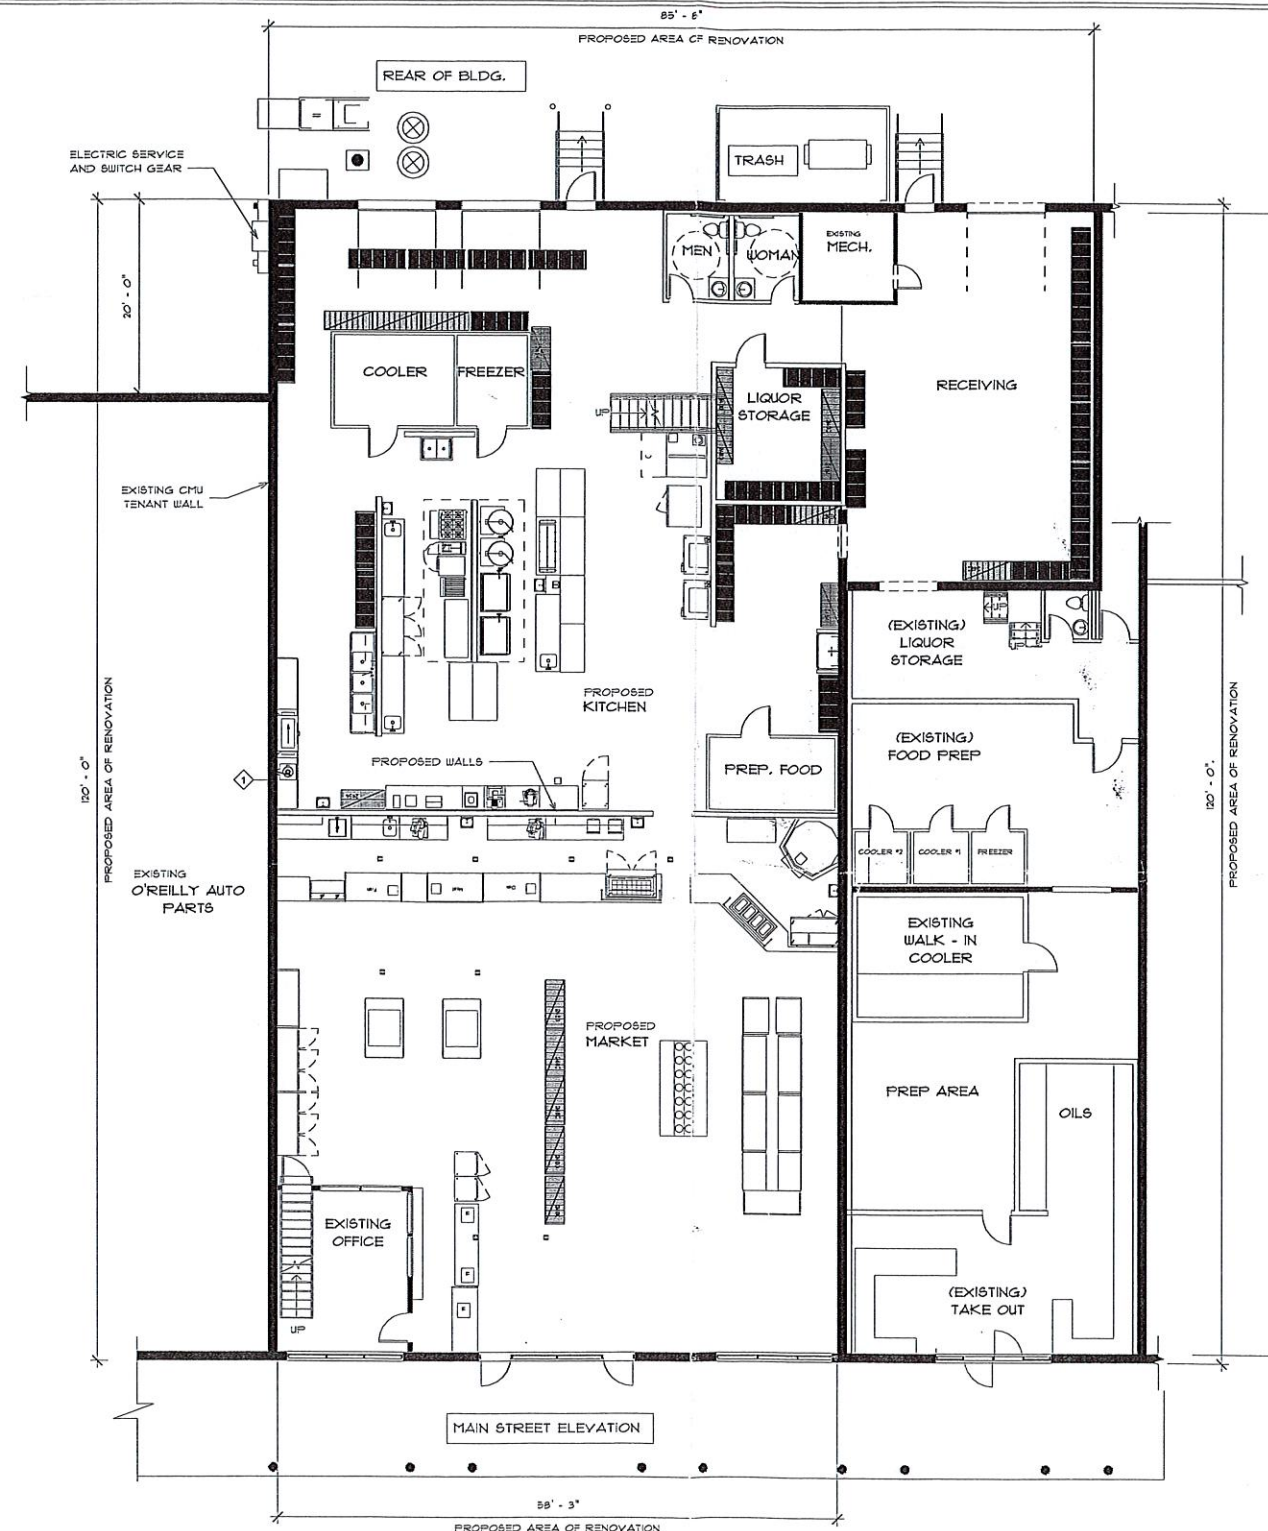 85' - 6"
PROPOSED AREA OF RENOVATION
REAR OF BLDG.
ELECTRIC SERVICE
AND SWITCH GEAR
TRASH
MEN
WOMAN
EXISTING
MECH.
20' - 0"
COOLER
FREEZER
UP
LIQUOR
STORAGE
RECEIVING
EXISTING CMU
TENANT WALL
(EXISTING)
LIQUOR
STORAGE
UP
UP
PROPOSED
KITCHEN
PROPOSED WALLS
PREP. FOOD
(EXISTING)
FOOD PREP
1
120' - 0"
PROPOSED AREA OF RENOVATION
120' - 0".
PROPOSED AREA OF RENOVATION
COOLER #2
COOLER #1
FREEZER
EXISTING
O'REILLY AUTO
PARTS
EXISTING
WALK - IN
COOLER
PROPOSED
MARKET
PREP AREA
OILS
EXISTING
OFFICE
UP
(EXISTING)
TAKE OUT
MAIN STREET ELEVATION
58' - 3"
PROPOSED AREA OF RENOVATION